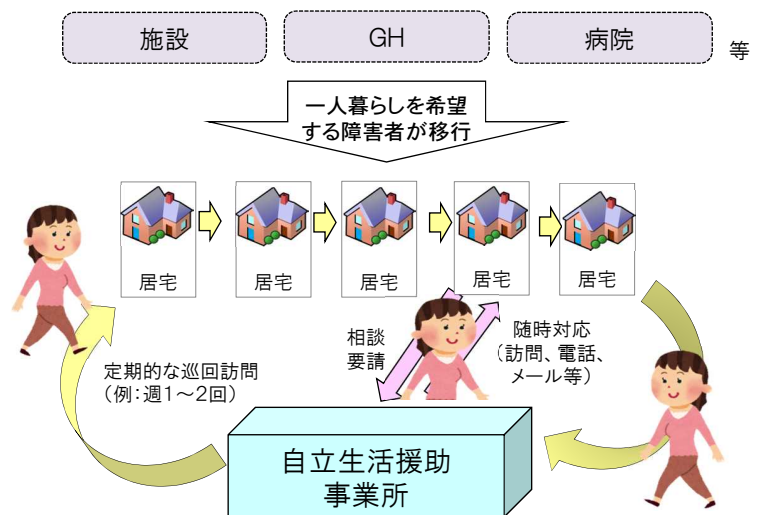 施設
GH
病院
等
一人暮らしを希望
する障害者が移行
居宅
居宅
居宅
居宅
居宅
相談
要請
随時対応
（訪問、電話、
メール等）
定期的な巡回訪問
（例：週1～2回）
自立生活援助
事業所